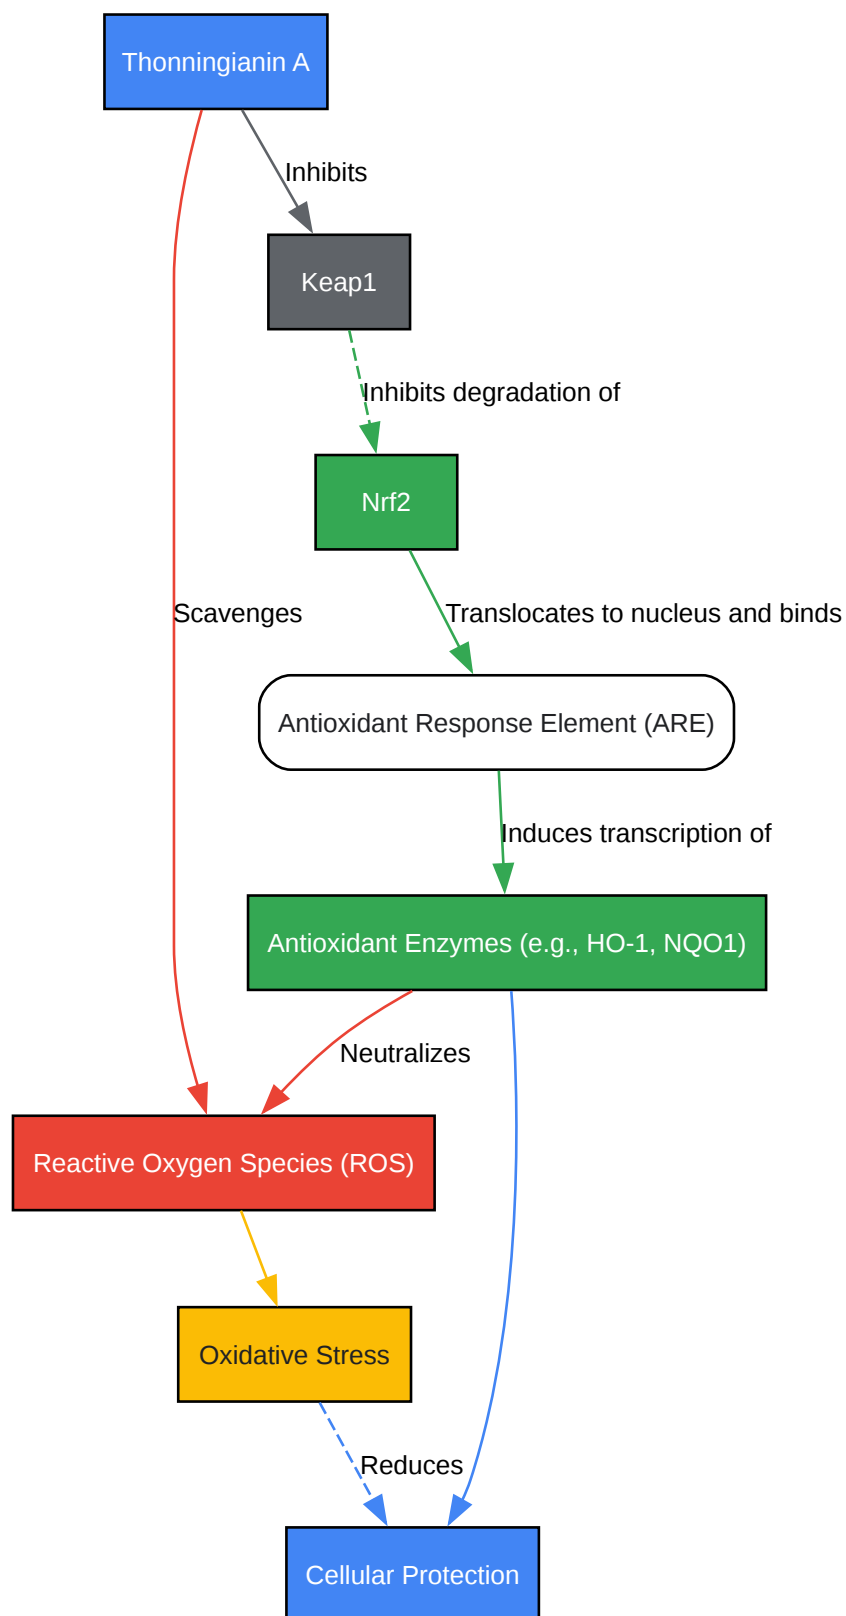 Thonningianin A
Inhibits
Keap1
Inhibits degradation of
Nrf2
Scavenges
Translocates to nucleus and binds
Antioxidant Response Element (ARE)
Induces transcription of
Antioxidant Enzymes (e.g., HO-1, NQO1)
Neutralizes
Reactive Oxygen Species (ROS)
Oxidative Stress
Reduces
Cellular Protection